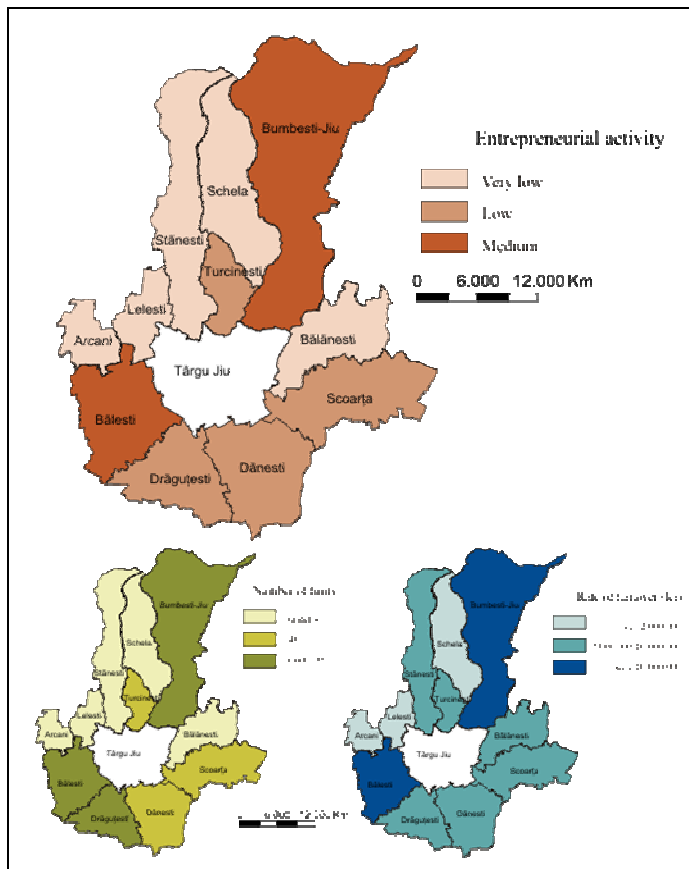 Bumbesti-Jiu
Entrepreneurial activity
Very low
Schela
Low
Stănesti
Medium
Turcinesti
0 6.000 12.000 Km
Lelesti
Arcani
Bălănesti
Târgu Jiu
Scoarța
Bălesti
Dănesti
Drăguțesti
Bumbesti-Jiu
Schela
Stănesti
Turcinesti
Lelesti
Arcani
Bălănesti
Târgu Jiu
Scoarța
Bălesti
Dănesti
Drăguțesti
Bumbesti-Jiu
Schela
Stănesti
Turcinesti
Lelesti
Arcani
Bălănesti
Târgu Jiu
Scoarța
Bălesti
Dănesti
Drăguțesti